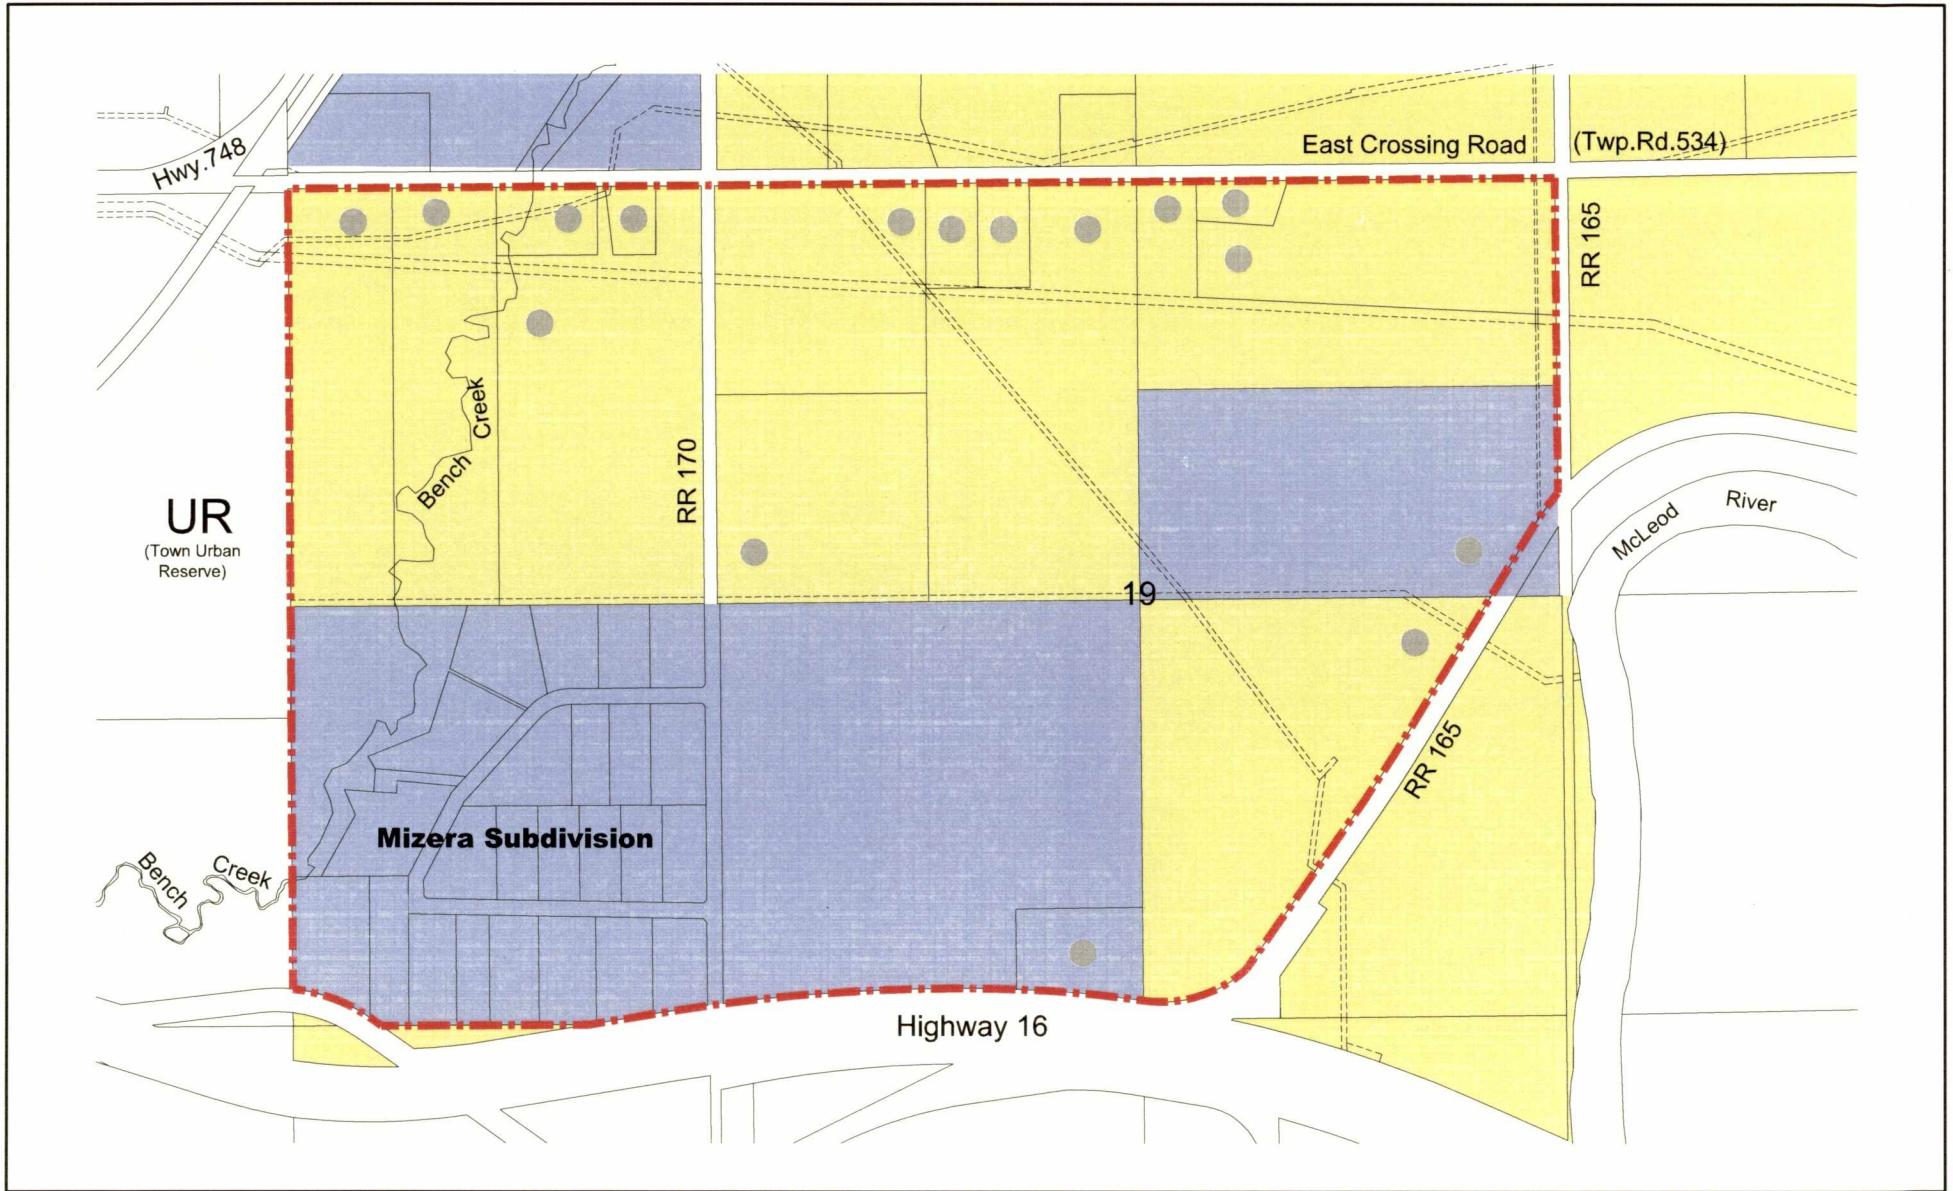 East Crossing Road (Twp.Rd.534)
Hwy.748
RR 165
Creek
Bench
RR 170
UR
(Town Urban
Reserve)
River
McLeod
19
RR 165
Mizera Subdivision
Bench
Creek
Highway 16